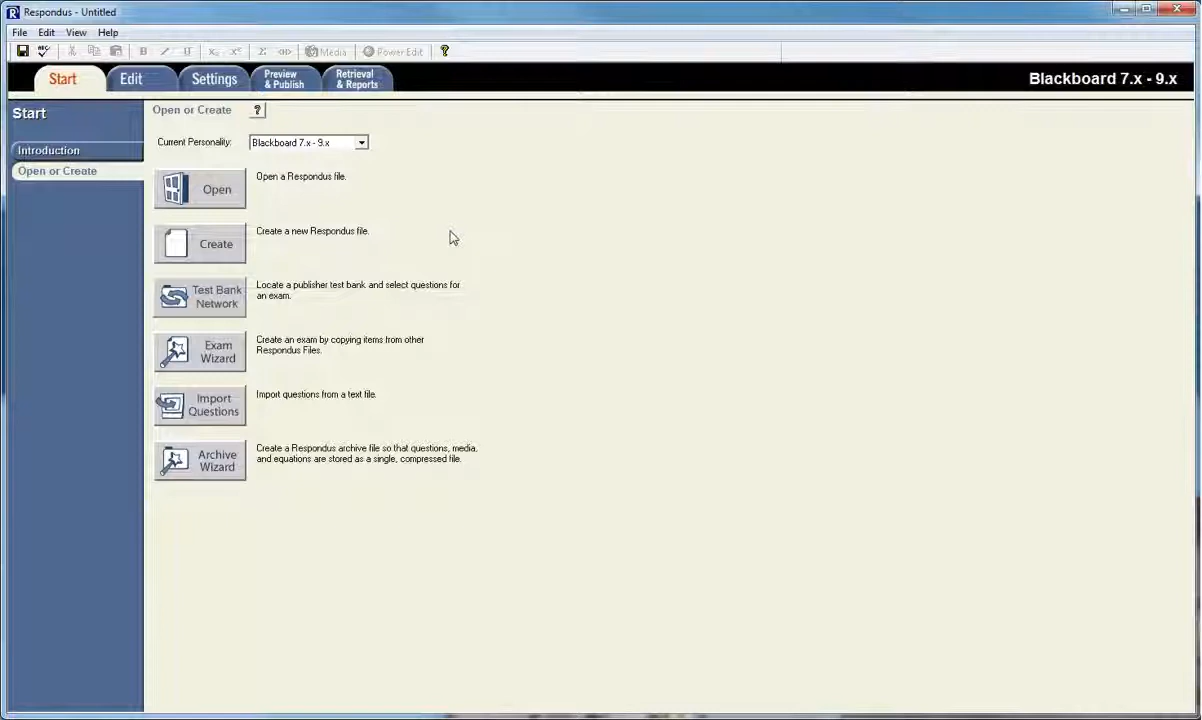 Respondus - Untitled
File Edit View Help
Media Power Edit
Start Edit Settings Preview & Publish Retrieval & Reports Blackboard 7.x - 9.x
Start
Introduction
Open or Create
Open or Create ?
Current Personality: Blackboard 7.x - 9.x
Open
Open a Respondus file.
Create
Create a new Respondus file.
Test Bank
Network
Locate a publisher test bank and select questions for
an exam.
Exam
Wizard
Create an exam by copying items from other
Respondus Files.
Import
Questions
Import questions from a text file.
Archive
Wizard
Create a Respondus archive file so that questions, media,
and equations are stored as a single, compressed file.